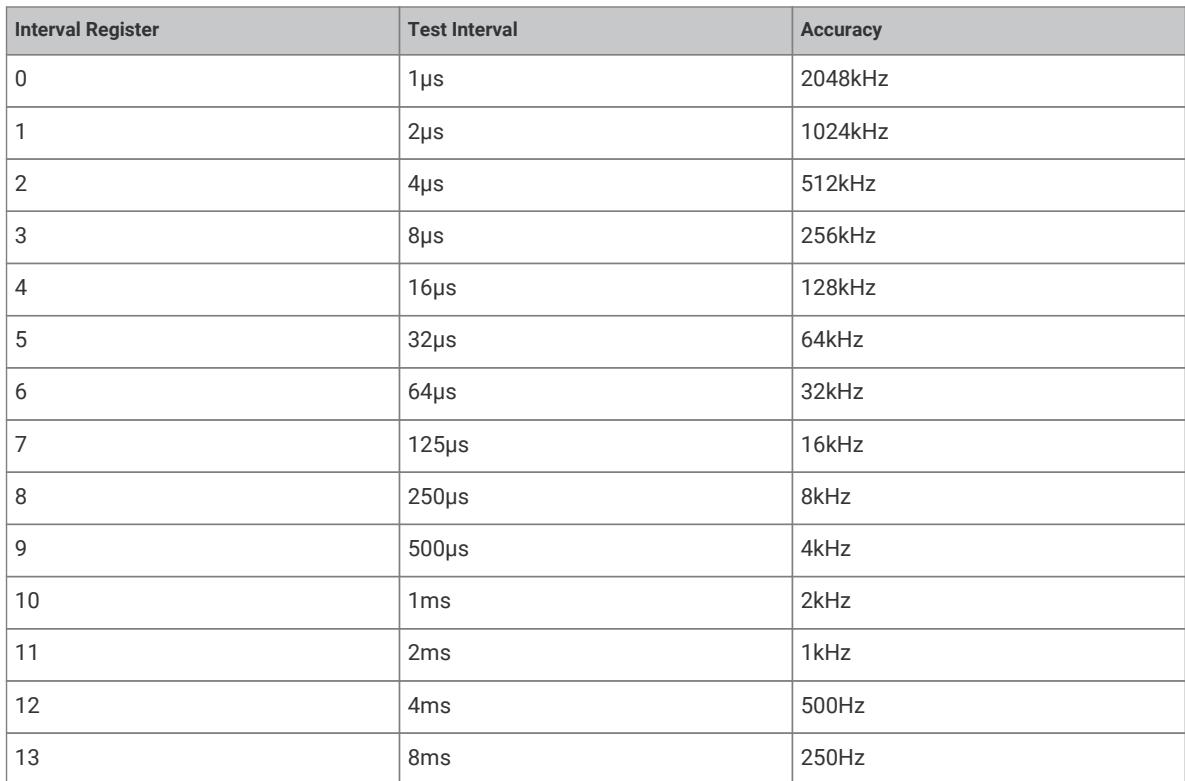 Interval Register Test Interval Accuracy
0 1µs 2048kHz
1 2µs 1024kHz
2 4µs 512kHz
3 8µs 256kHz
4 16µs 128kHz
5 32µs 64kHz
6 64µs 32kHz
7 125µs 16kHz
8 250µs 8kHz
9 500µs 4kHz
10 1ms 2kHz
11 2ms 1kHz
12 4ms 500Hz
13 8ms 250Hz